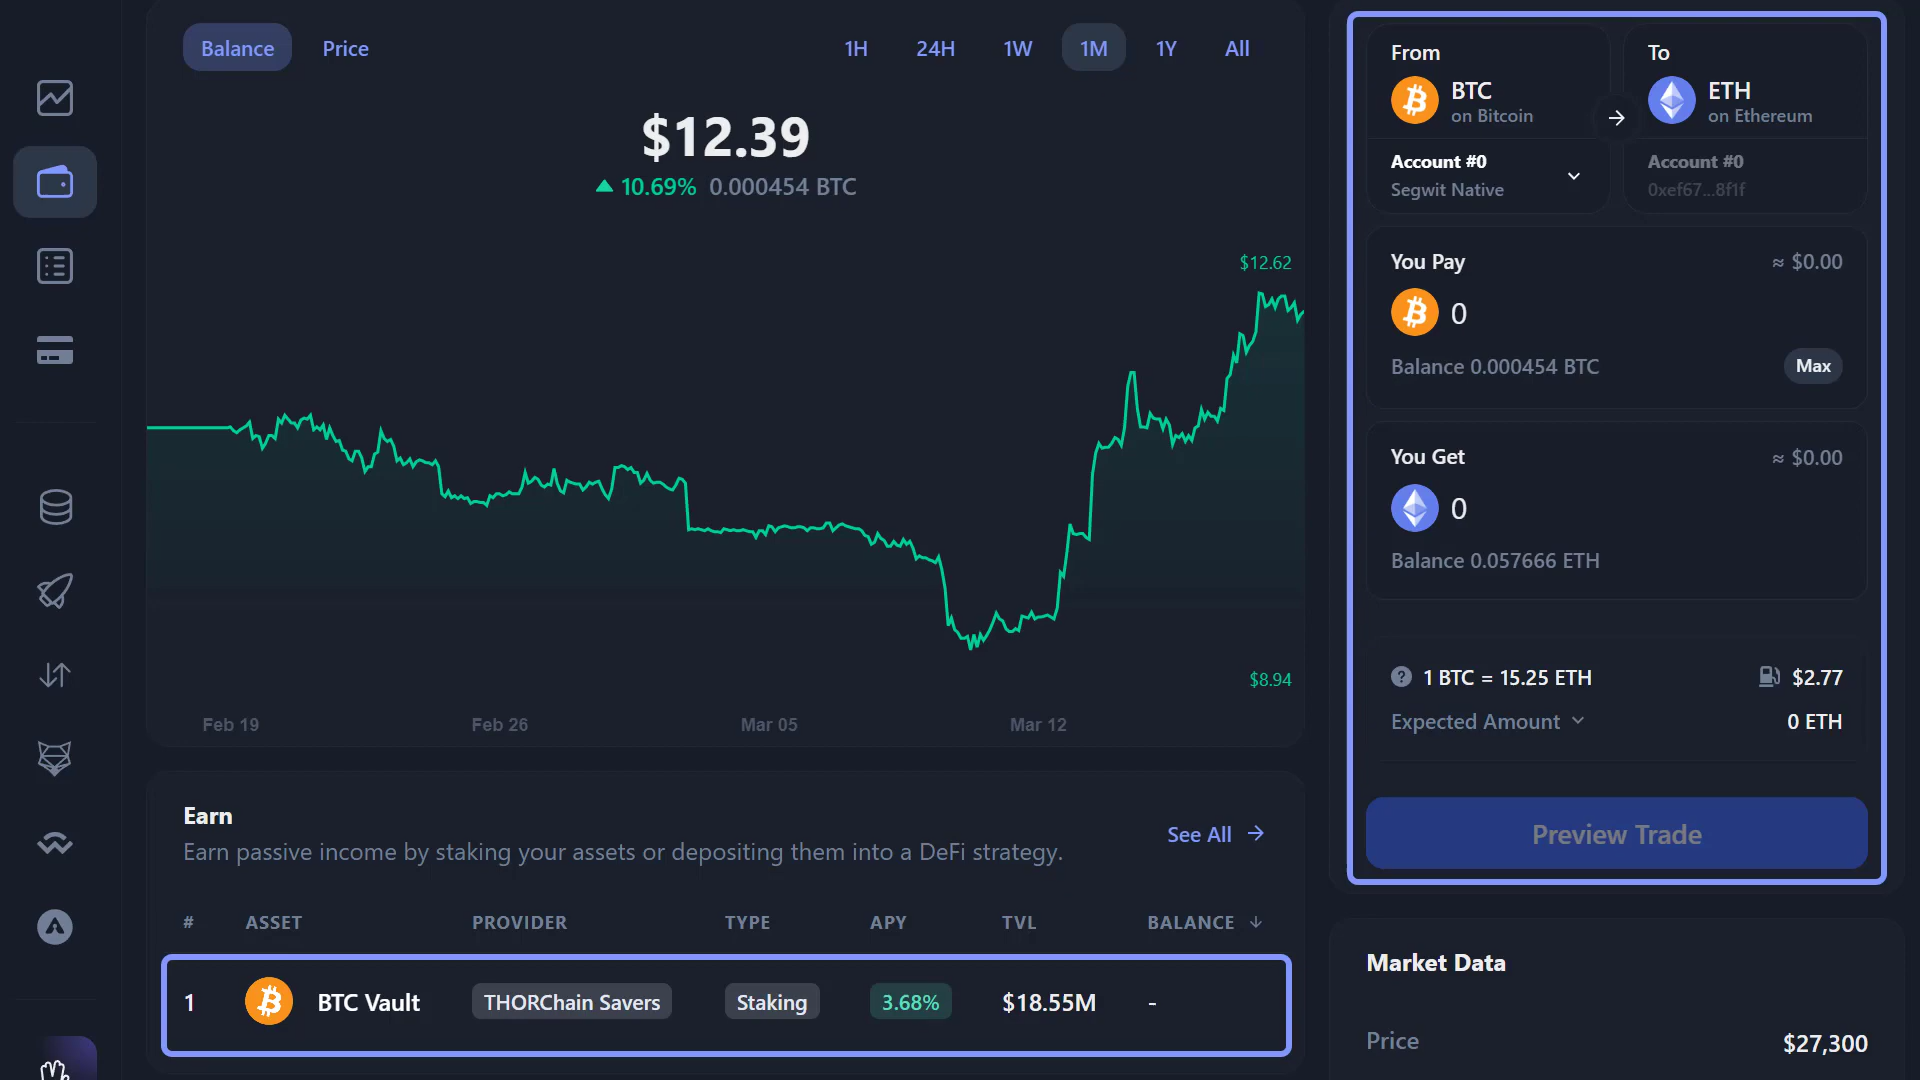 Balance Price 1H 24H 1W 1M 1Y All
$12.39
10.69% 0.000454 BTC
$12.62
$8.94
Feb 19 Feb 26 Mar 05 Mar 12
Earn
Earn passive income by staking your assets or depositing them into a DeFi strategy.
See All
# ASSET PROVIDER TYPE APY TVL BALANCE
1 BTC Vault THORChain Savers Staking 3.68% $18.55M -
From
BTC
on Bitcoin
Account #0
Segwit Native
To
ETH
on Ethereum
Account #0
0xef67...8f1f
You Pay ≈ $0.00
0
Balance 0.000454 BTC Max
You Get ≈ $0.00
0
Balance 0.057666 ETH
1 BTC = 15.25 ETH $2.77
Expected Amount 0 ETH
Preview Trade
Market Data
Price $27,300